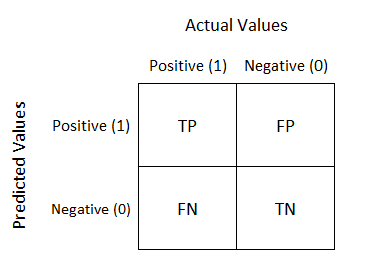 Actual Values
Positive (1) Negative (0)
Predicted Values
Positive (1) TP FP
Negative (0) FN TN